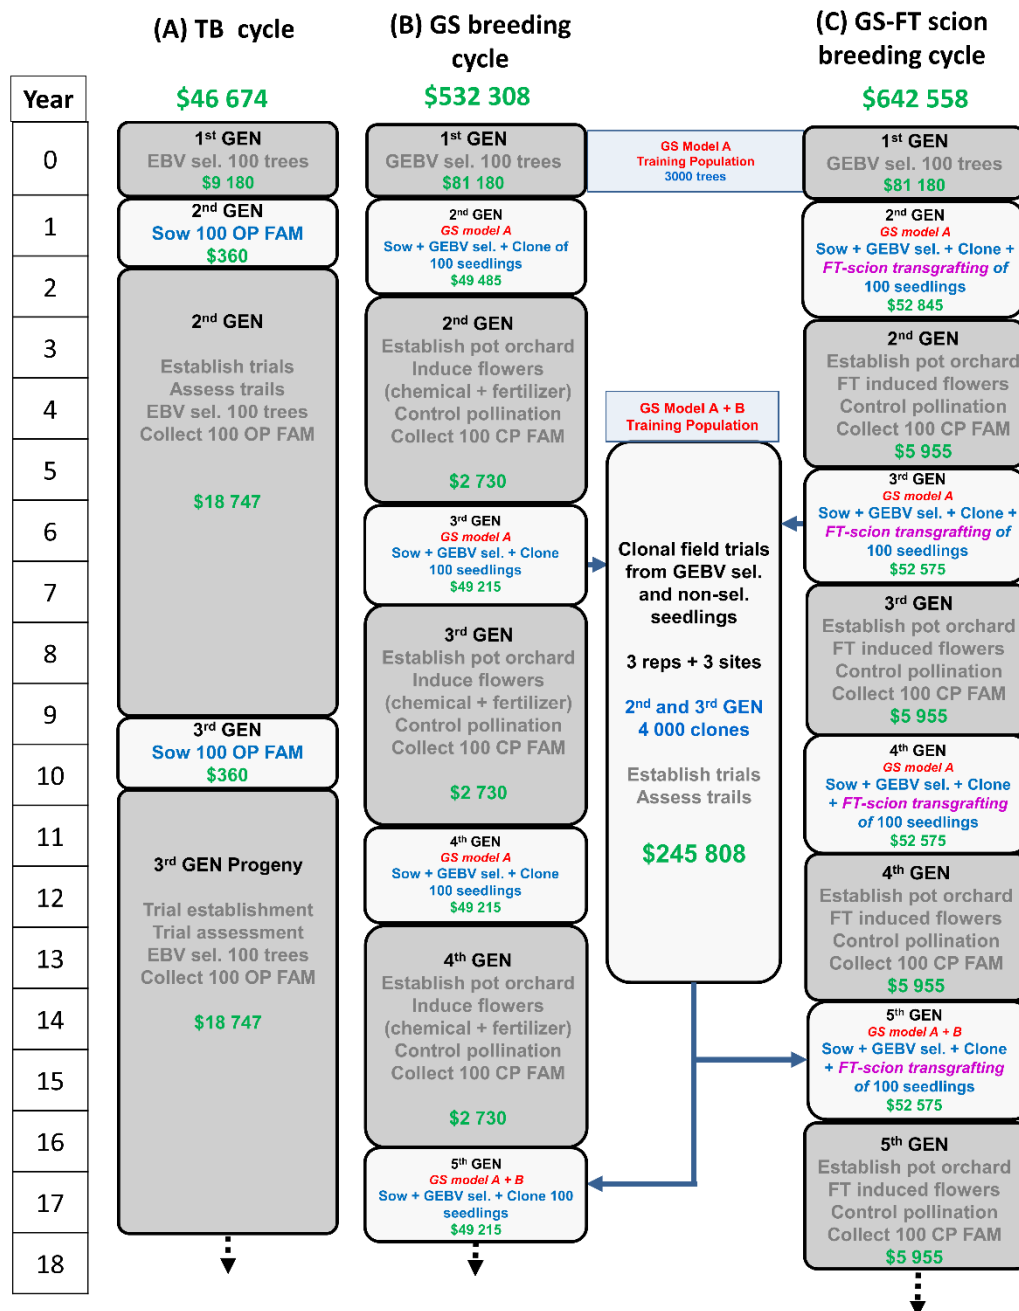 (A) TB cycle
(B) GS breeding
cycle
(C) GS-FT scion
breeding cycle
Year
$46 674
$532 308
$642 558
0
1
2
3
4
5
6
7
8
9
10
11
12
13
14
15
16
17
18
1st GEN
EBV sel. 100 trees
$9 180
2nd GEN
Sow 100 OP FAM
$360
2nd GEN
Establish trials
Assess trails
EBV sel. 100 trees
Collect 100 OP FAM
$18 747
3rd GEN
Sow 100 OP FAM
$360
3rd GEN Progeny
Trial establishment
Trial assessment
EBV sel. 100 trees
Collect 100 OP FAM
$18 747
1st GEN
GEBV sel. 100 trees
$81 180
2nd GEN
GS model A
Sow + GEBV sel. + Clone of
100 seedlings
$49 485
2nd GEN
Establish pot orchard
Induce flowers
(chemical + fertilizer)
Control pollination
Collect 100 CP FAM
$2 730
3rd GEN
GS model A
Sow + GEBV sel. + Clone
100 seedlings
$49 215
3rd GEN
Establish pot orchard
Induce flowers
(chemical + fertilizer)
Control pollination
Collect 100 CP FAM
$2 730
4th GEN
GS model A
Sow + GEBV sel. + Clone
100 seedlings
$49 215
4th GEN
Establish pot orchard
Induce flowers
(chemical + fertilizer)
Control pollination
Collect 100 CP FAM
$2 730
5th GEN
GS model A + B
Sow + GEBV sel. + Clone 100
seedlings
$49 215
GS Model A
Training Population
3000 trees
GS Model A + B
Training Population
Clonal field trials
from GEBV sel.
and non-sel.
seedlings
3 reps + 3 sites
2nd and 3rd GEN
4 000 clones
Establish trials
Assess trails
$245 808
1st GEN
GEBV sel. 100 trees
$81 180
2nd GEN
GS model A
Sow + GEBV sel. + Clone +
FT-scion transgrafting of
100 seedlings
$52 845
2nd GEN
Establish pot orchard
FT induced flowers
Control pollination
Collect 100 CP FAM
$5 955
3rd GEN
GS model A
Sow + GEBV sel. + Clone +
FT-scion transgrafting of
100 seedlings
$52 575
3rd GEN
Establish pot orchard
FT induced flowers
Control pollination
Collect 100 CP FAM
$5 955
4th GEN
GS model A
Sow + GEBV sel. + Clone
+ FT-scion transgrafting
of 100 seedlings
$52 575
4th GEN
Establish pot orchard
FT induced flowers
Control pollination
Collect 100 CP FAM
$5 955
5th GEN
GS model A + B
Sow + GEBV sel. + Clone
+ FT-scion transgrafting
of 100 seedlings
$52 575
5th GEN
Establish pot orchard
FT induced flowers
Control pollination
Collect 100 CP FAM
$5 955